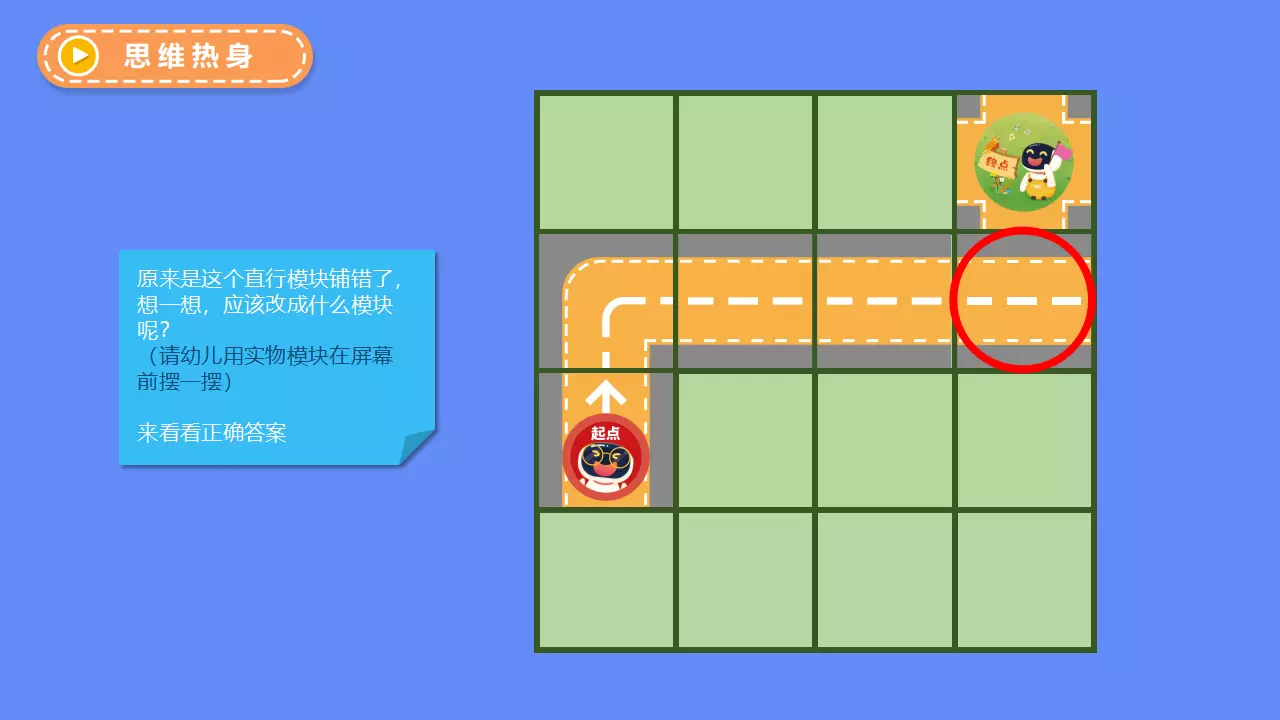 思维热身
终点
原来是这个直行模块铺错了,
想一想，应该改成什么模块
呢?
（请幼儿用实物模块在屏幕
前摆一摆）
来看看正确答案
起点